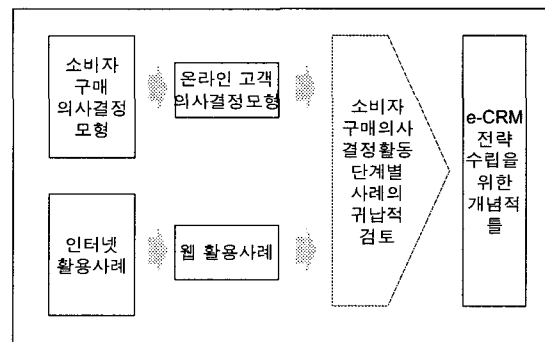 소비자
구매
의사결정
모형
온라인 고객
의사결정모형
소비자
구매의사
결정활동
단계별
사례의
귀납적
검토
e-CRM
전략
수립을
위한
개념적
틀
인터넷
활용사례
웹 활용사례